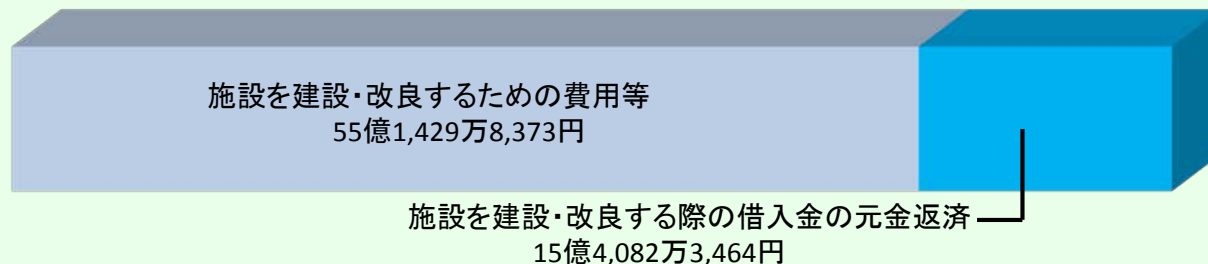 施設を建設・改良するための費用等
55億1,429万8,373円
施設を建設・改良する際の借入金の元金返済
15億4,082万3,464円